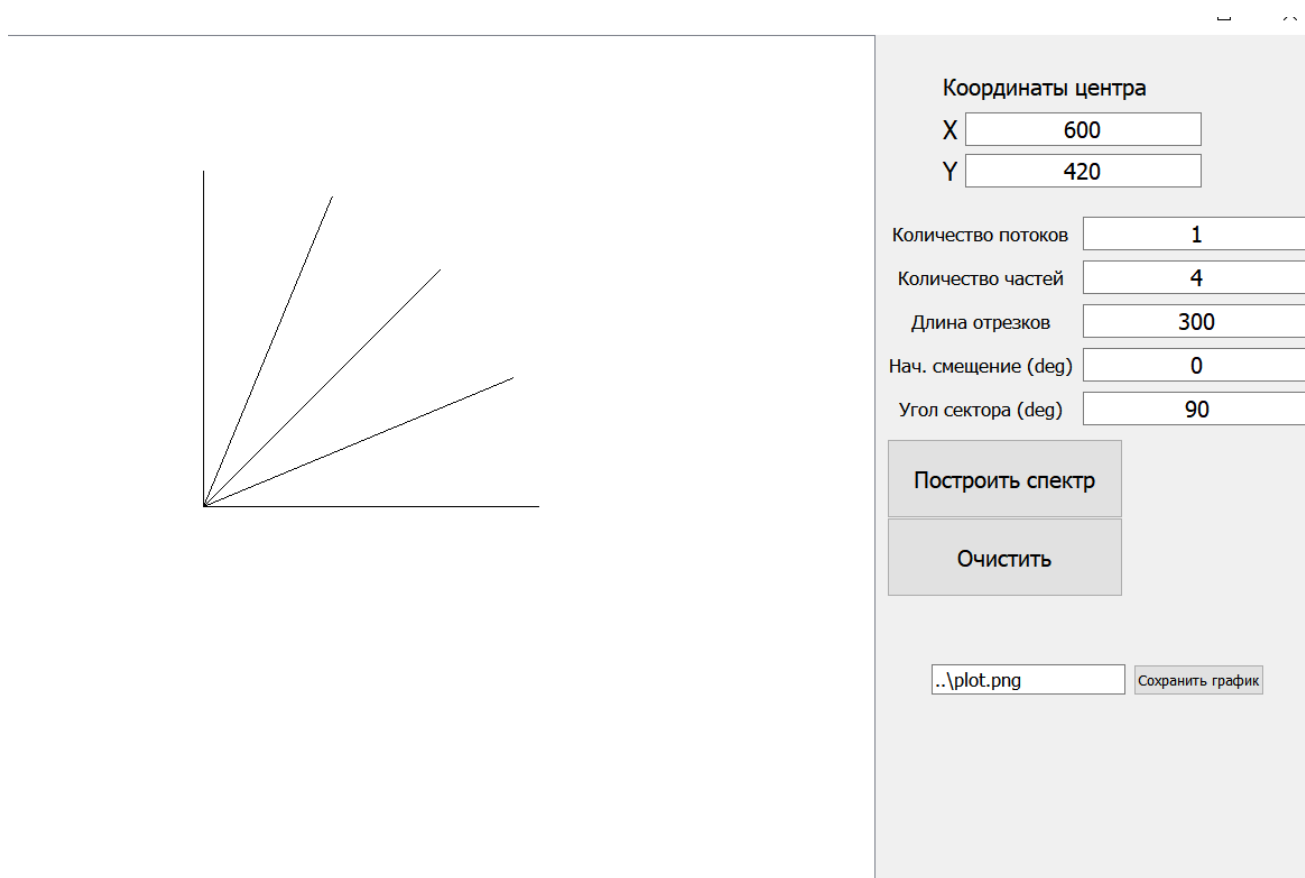 Координаты центра
X 600
Y 420
Количество потоков 1
Количество частей 4
Длина отрезков 300
Нач. смещение (deg) 0
Угол сектора (deg) 90
Построить спектр
Очистить
..\plot.png Сохранить график